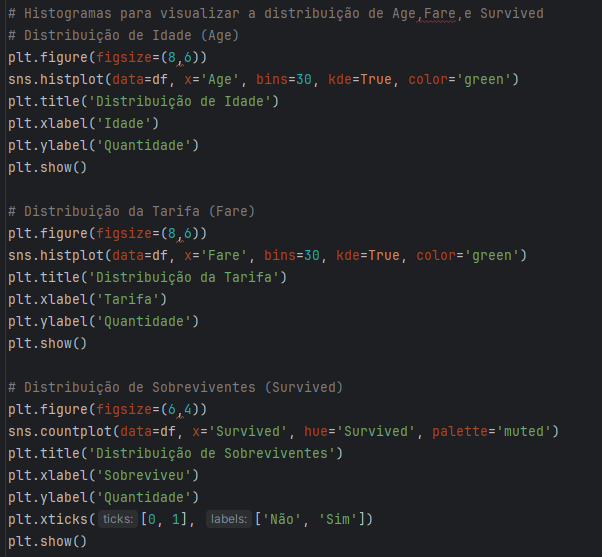 # Histogramas para visualizar a distribuição de Age,Fare,e Survived
# Distribuição de Idade (Age)
plt.figure(figsize=(8,6))
sns.histplot(data=df, x='Age', bins=30, kde=True, color='green')
plt.title('Distribuição de Idade')
plt.xlabel('Idade')
plt.ylabel('Quantidade')
plt.show()

# Distribuição da Tarifa (Fare)
plt.figure(figsize=(8,6))
sns.histplot(data=df, x='Fare', bins=30, kde=True, color='green')
plt.title('Distribuição da Tarifa')
plt.xlabel('Tarifa')
plt.ylabel('Quantidade')
plt.show()

# Distribuição de Sobreviventes (Survived)
plt.figure(figsize=(6,4))
sns.countplot(data=df, x='Survived', hue='Survived', palette='muted')
plt.title('Distribuição de Sobreviventes')
plt.xlabel('Sobreviveu')
plt.ylabel('Quantidade')
plt.xticks( ticks: [0, 1], labels: ['Não', 'Sim'])
plt.show()